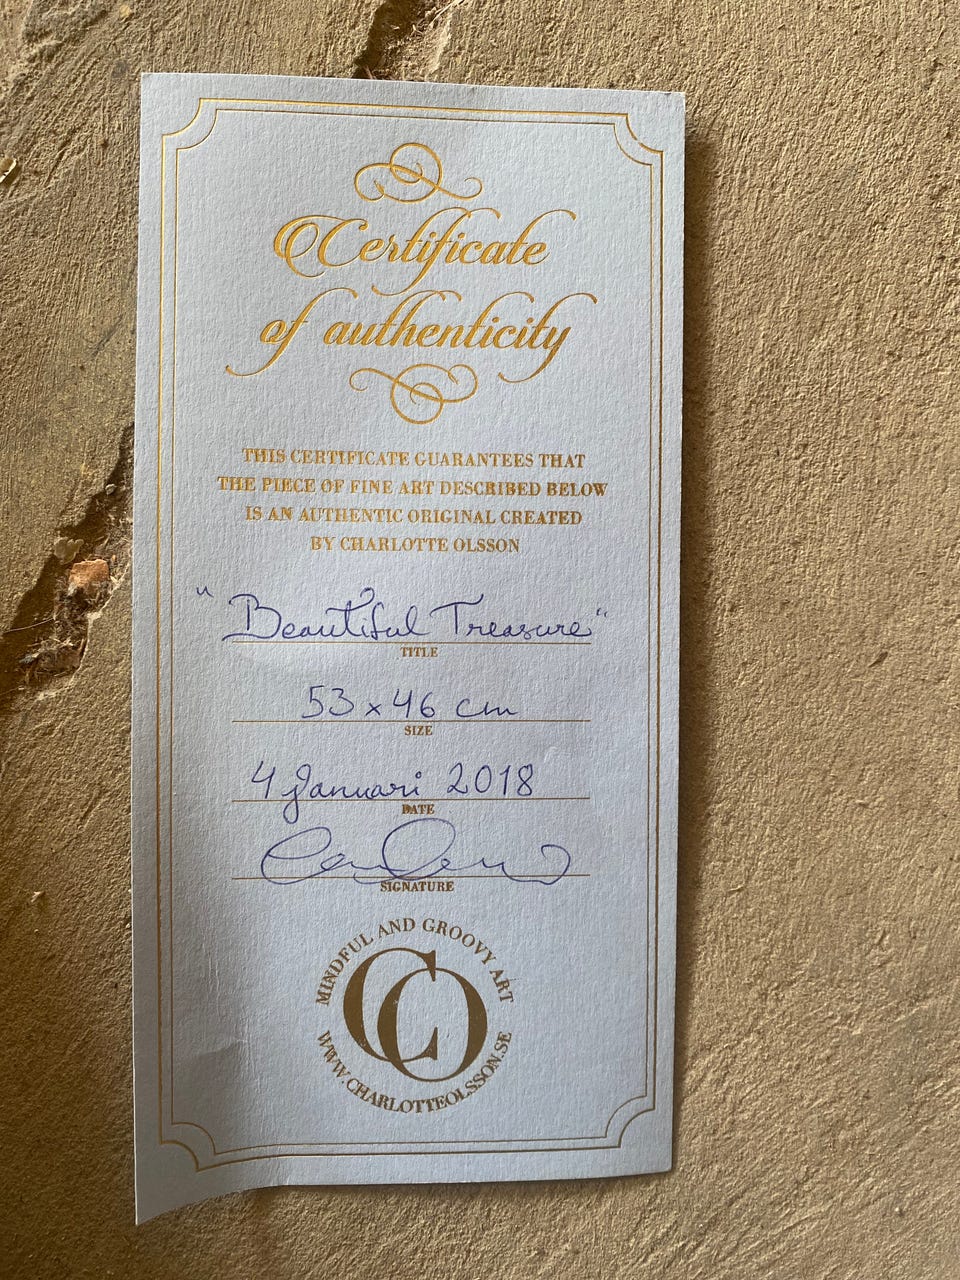 Certificate
of authenticity
THIS CERTIFICATE GUARANTEES THAT
THE PIECE OF FINE ART DESCRIBED BELOW
IS AN AUTHENTIC ORIGINAL CREATED
BY CHARLOTTE OLSSON
"Beautiful Treasure"
TITLE
53 x 46 cm
SIZE
4 Januari 2018
DATE
SIGNATURE
MINDFUL AND GROOVY ART
CO
WWW.CHARLOTTEOLSSON.SE